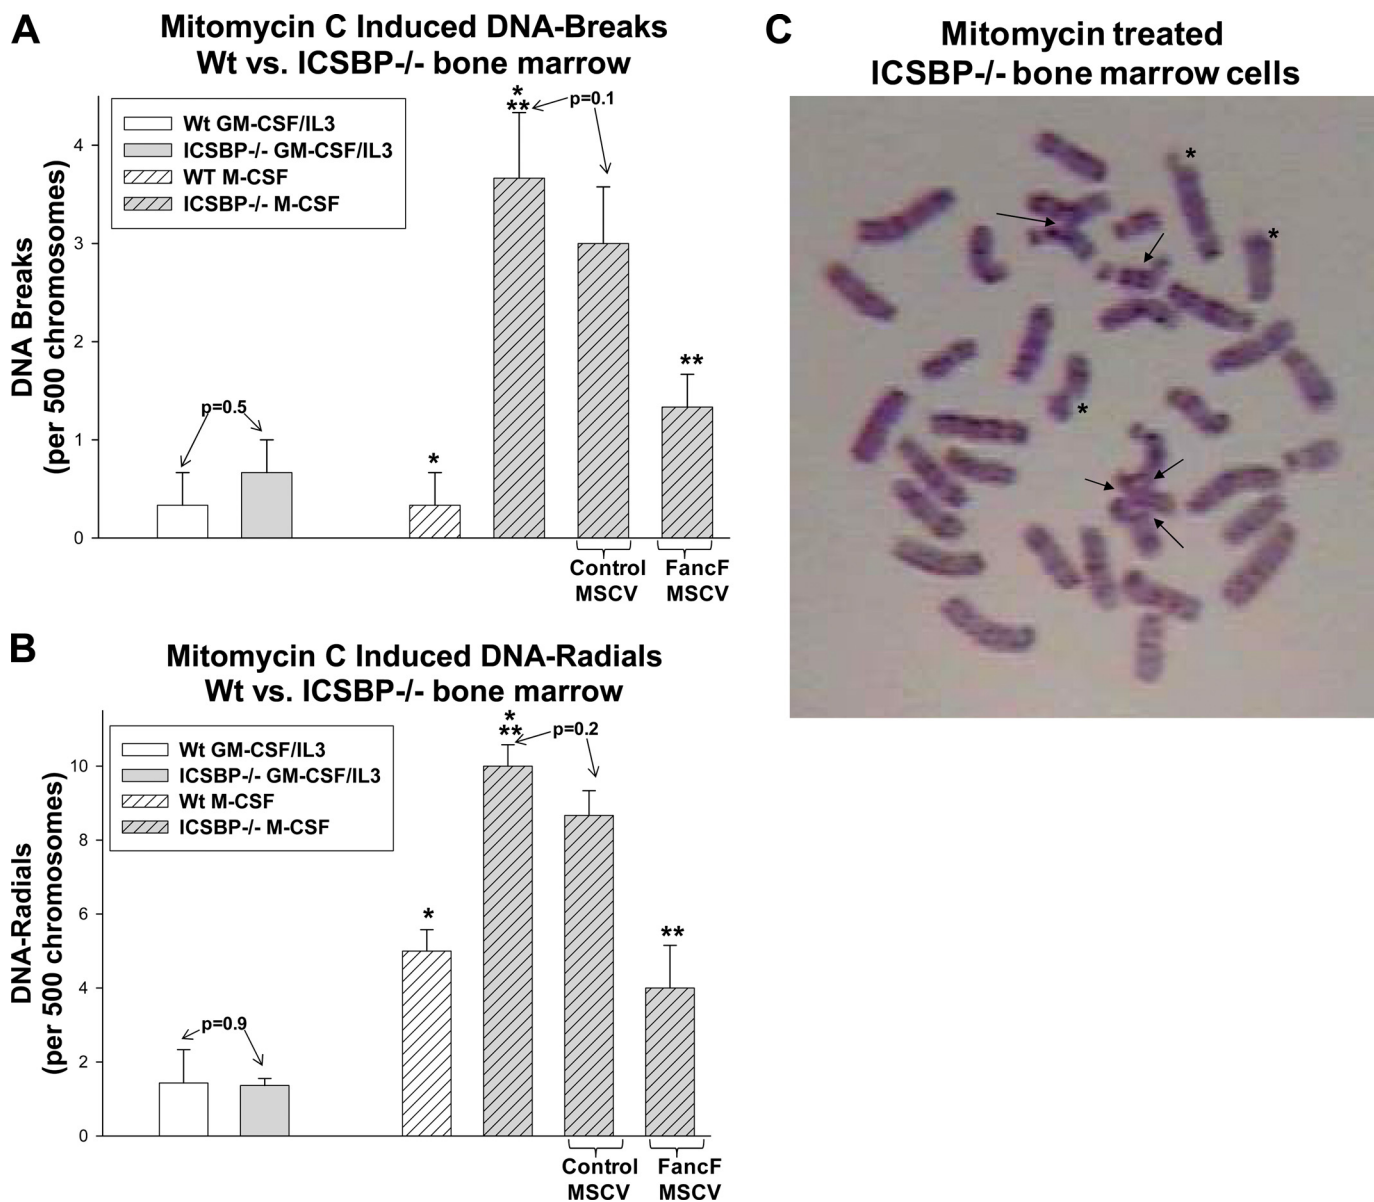 A
Mitomycin C Induced DNA-Breaks
Wt vs. ICSBP-/- bone marrow
DNA Breaks
(per 500 chromosomes)
4
3
2
1
0
Wt GM-CSF/IL3
ICSBP-/- GM-CSF/IL3
WT M-CSF
ICSBP-/- M-CSF
p=0.5
*
*
**
p=0.1
**
Control
MSCV
FancF
MSCV
B
Mitomycin C Induced DNA-Radials
Wt vs. ICSBP-/- bone marrow
DNA-Radials
(per 500 chromosomes)
10
8
6
4
2
0
Wt GM-CSF/IL3
ICSBP-/- GM-CSF/IL3
Wt M-CSF
ICSBP-/- M-CSF
p=0.9
*
*
**
p=0.2
**
Control
MSCV
FancF
MSCV
C
Mitomycin treated
ICSBP-/- bone marrow cells
*
*
*